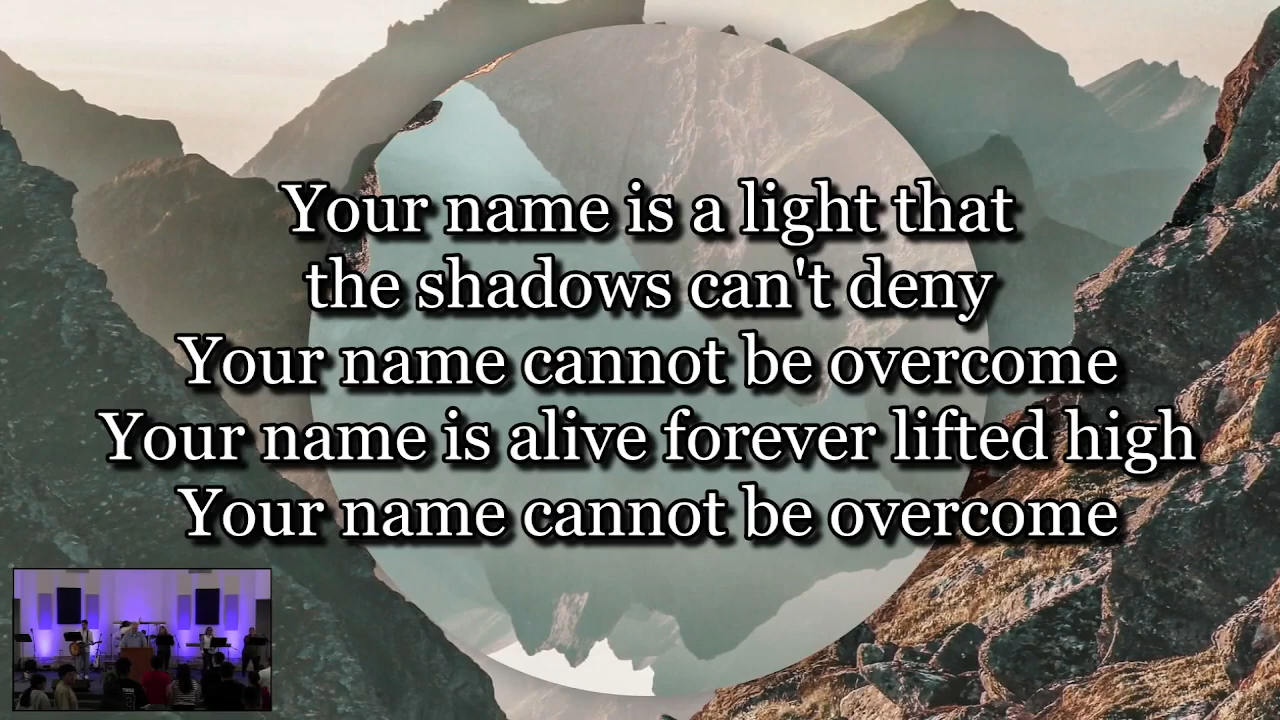 Your name is a light that
the shadows can't deny
Your name cannot be overcome
Your name is alive forever lifted high
Your name cannot be overcome